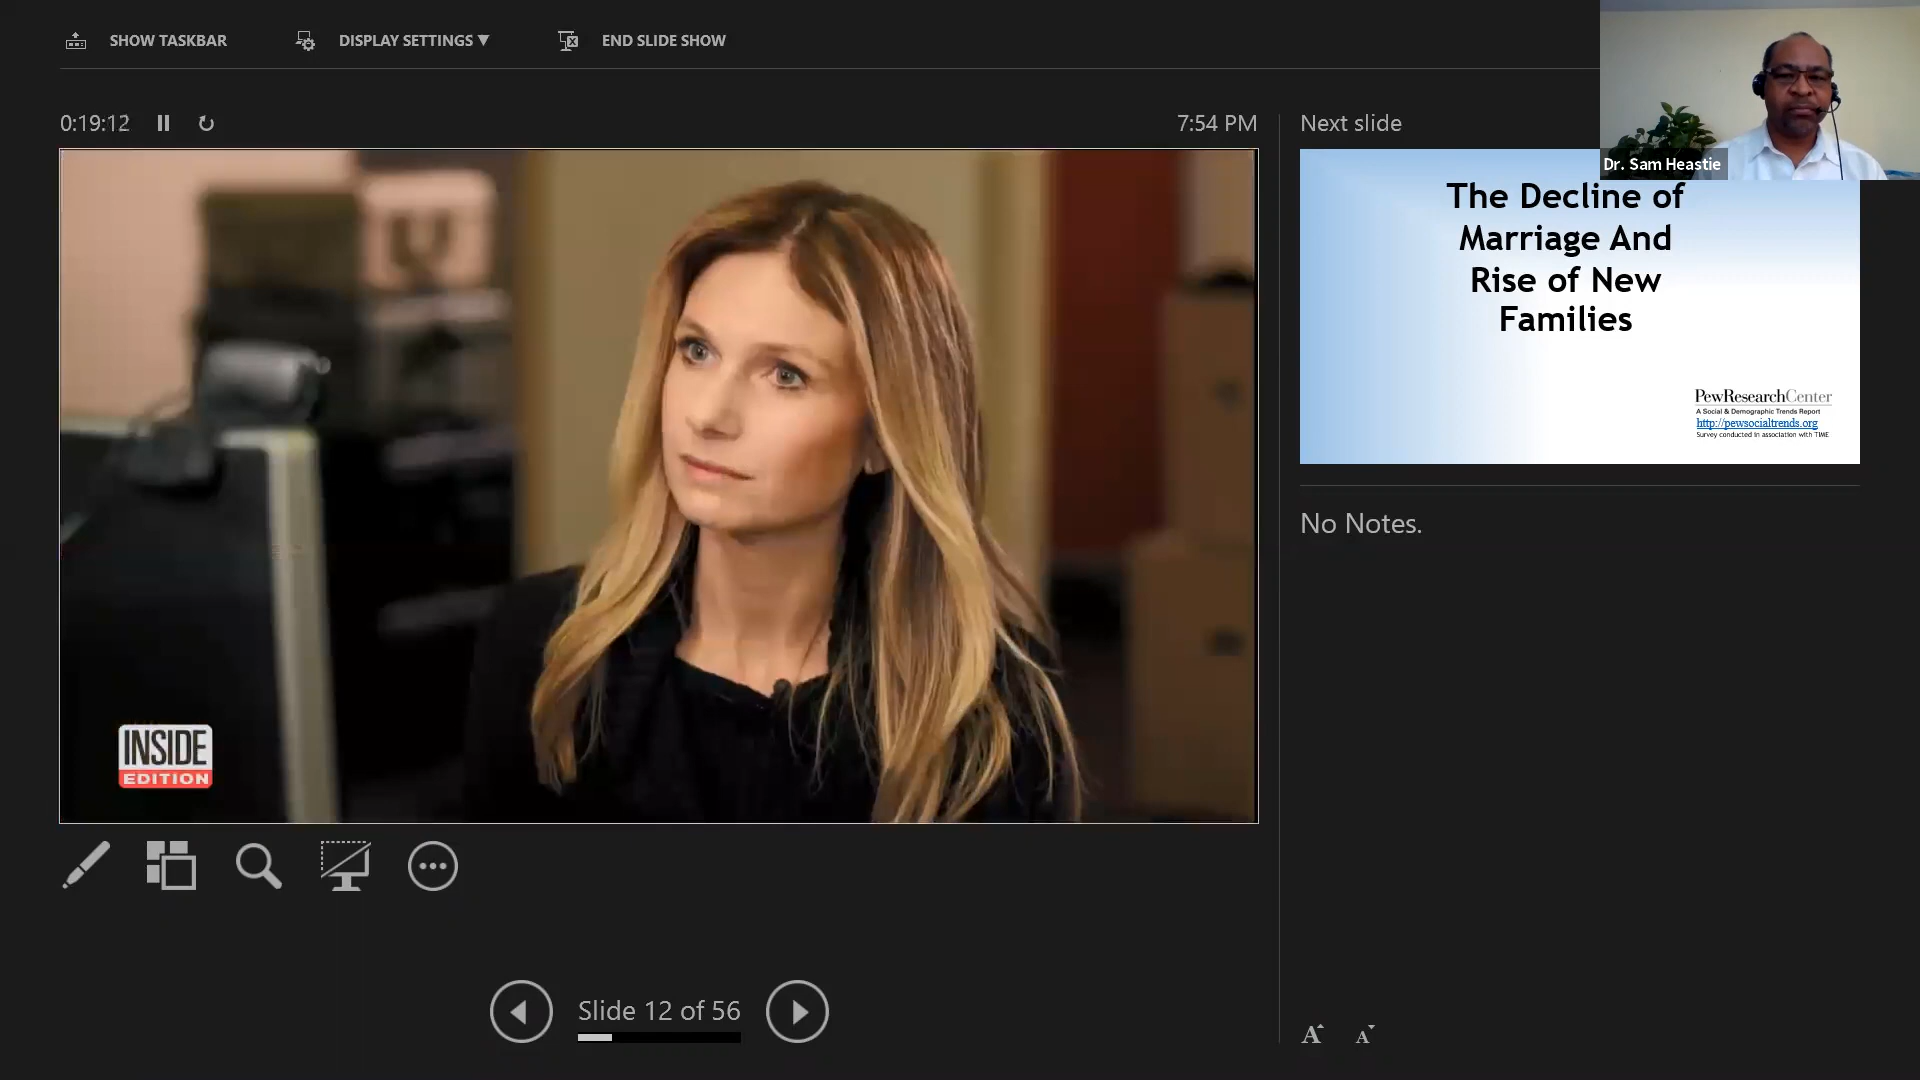 SHOW TASKBAR
DISPLAY SETTINGS
END SLIDE SHOW
0:19:12
7:54 PM
Next slide
Dr. Sam Heastie
The Decline of
Marriage And
Rise of New
Families
PewResearchCenter
A Social & Demographic Trends Report
http://pewsocialtrends.org
Survey conducted in association with TIME
No Notes.
INSIDE
EDITION
Slide 12 of 56
A
A